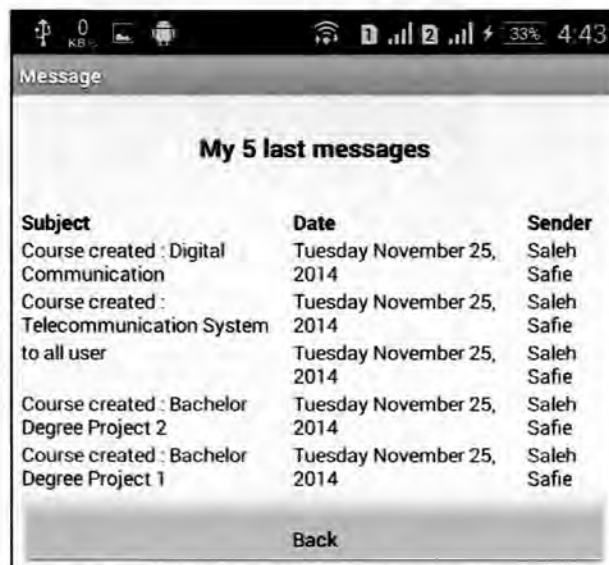 0 KB/s 1 2 33% 4:43
Message
My 5 last messages
Subject Date Sender
Course created : Digital Tuesday November 25, Saleh
Communication 2014 Safie
Course created : Tuesday November 25, Saleh
Telecommunication System 2014 Safie
to all user Tuesday November 25, Saleh
2014 Safie
Course created : Bachelor Tuesday November 25, Saleh
Degree Project 2 2014 Safie
Course created : Bachelor Tuesday November 25, Saleh
Degree Project 1 2014 Safie
Back